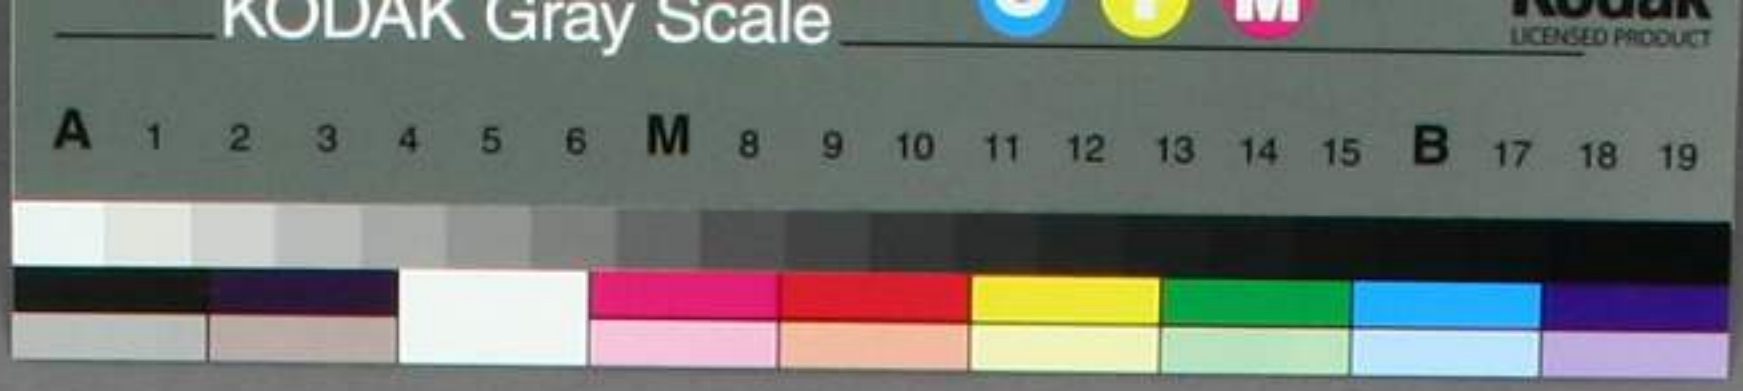 KODAK Gray Scale
C Y M
Kodak
LICENSED PRODUCT
A 1 2 3 4 5 6 M 8 9 10 11 12 13 14 15 B 17 18 19